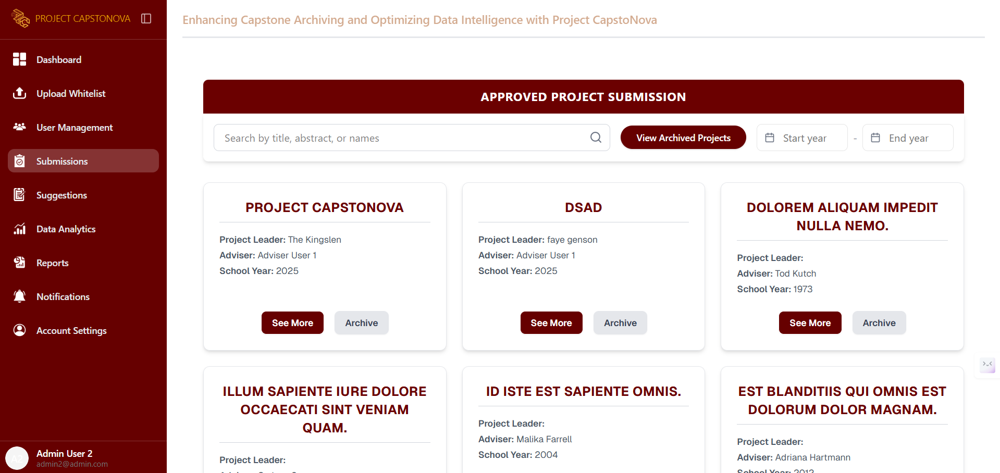 PROJECT CAPSTONOVA
Enhancing Capstone Archiving and Optimizing Data Intelligence with Project CapstoNova
Dashboard
Upload Whitelist
User Management
Submissions
Suggestions
Data Analytics
Reports
Notifications
Account Settings
A2
Admin User 2
admin2@admin.com
APPROVED PROJECT SUBMISSION
Search by title, abstract, or names
View Archived Projects
Start year
-
End year
PROJECT CAPSTONOVA
Project Leader: The Kingslen
Adviser: Adviser User 1
School Year: 2025
See More
Archive
DSAD
Project Leader: faye genson
Adviser: Adviser User 1
School Year: 2025
See More
Archive
DOLOREM ALIQUAM IMPEDIT
NULLA NEMO.
Project Leader:
Adviser: Tod Kutch
School Year: 1973
See More
Archive
ILLUM SAPIENTE IURE DOLORE
OCCAECATI SINT VENIAM
QUAM.
Project Leader:
ID ISTE EST SAPIENTE OMNIS.
Project Leader:
Adviser: Malika Farrell
School Year: 2004
EST BLANDITIIS QUI OMNIS EST
DOLORUM DOLOR MAGNAM.
Project Leader:
Adviser: Adriana Hartmann
School Year: 2012